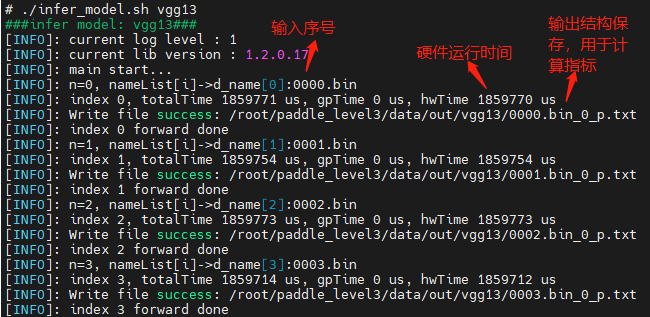 # ./infer_model.sh vgg13
###infer model: vgg13###
[INFO]: current log level : 1
输入序号
[INFO]: current lib version : 1.2.0.17
硬件运行时间
输出结构保存，用于计算指标
[INFO]: main start...
[INFO]: n=0, nameList[i]->d_name[0]:0000.bin
[INFO]: index 0, totalTime 1859771 us, gpTime 0 us, hwTime 1859770 us
[INFO]: Write file success: /root/paddle_level3/data/out/vgg13/0000.bin_0_p.txt
[INFO]: index 0 forward done
[INFO]: n=1, nameList[i]->d_name[1]:0001.bin
[INFO]: index 1, totalTime 1859754 us, gpTime 0 us, hwTime 1859754 us
[INFO]: Write file success: /root/paddle_level3/data/out/vgg13/0001.bin_0_p.txt
[INFO]: index 1 forward done
[INFO]: n=2, nameList[i]->d_name[2]:0002.bin
[INFO]: index 2, totalTime 1859773 us, gpTime 0 us, hwTime 1859773 us
[INFO]: Write file success: /root/paddle_level3/data/out/vgg13/0002.bin_0_p.txt
[INFO]: index 2 forward done
[INFO]: n=3, nameList[i]->d_name[3]:0003.bin
[INFO]: index 3, totalTime 1859714 us, gpTime 0 us, hwTime 1859712 us
[INFO]: Write file success: /root/paddle_level3/data/out/vgg13/0003.bin_0_p.txt
[INFO]: index 3 forward done